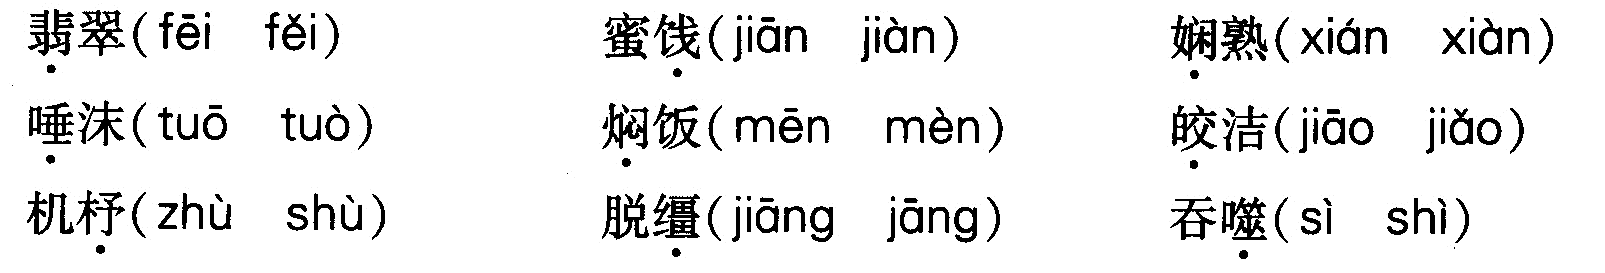 翡翠(fēi fěi) 蜜饯(jiān jiàn) 娴熟(xián xiàn)
唾沫(tuō tuò) 焖饭(mēn mèn) 皎洁(jiāo jiǎo)
机杼(zhù shù) 脱缰(jiāng jāng) 吞噬(sì shì)